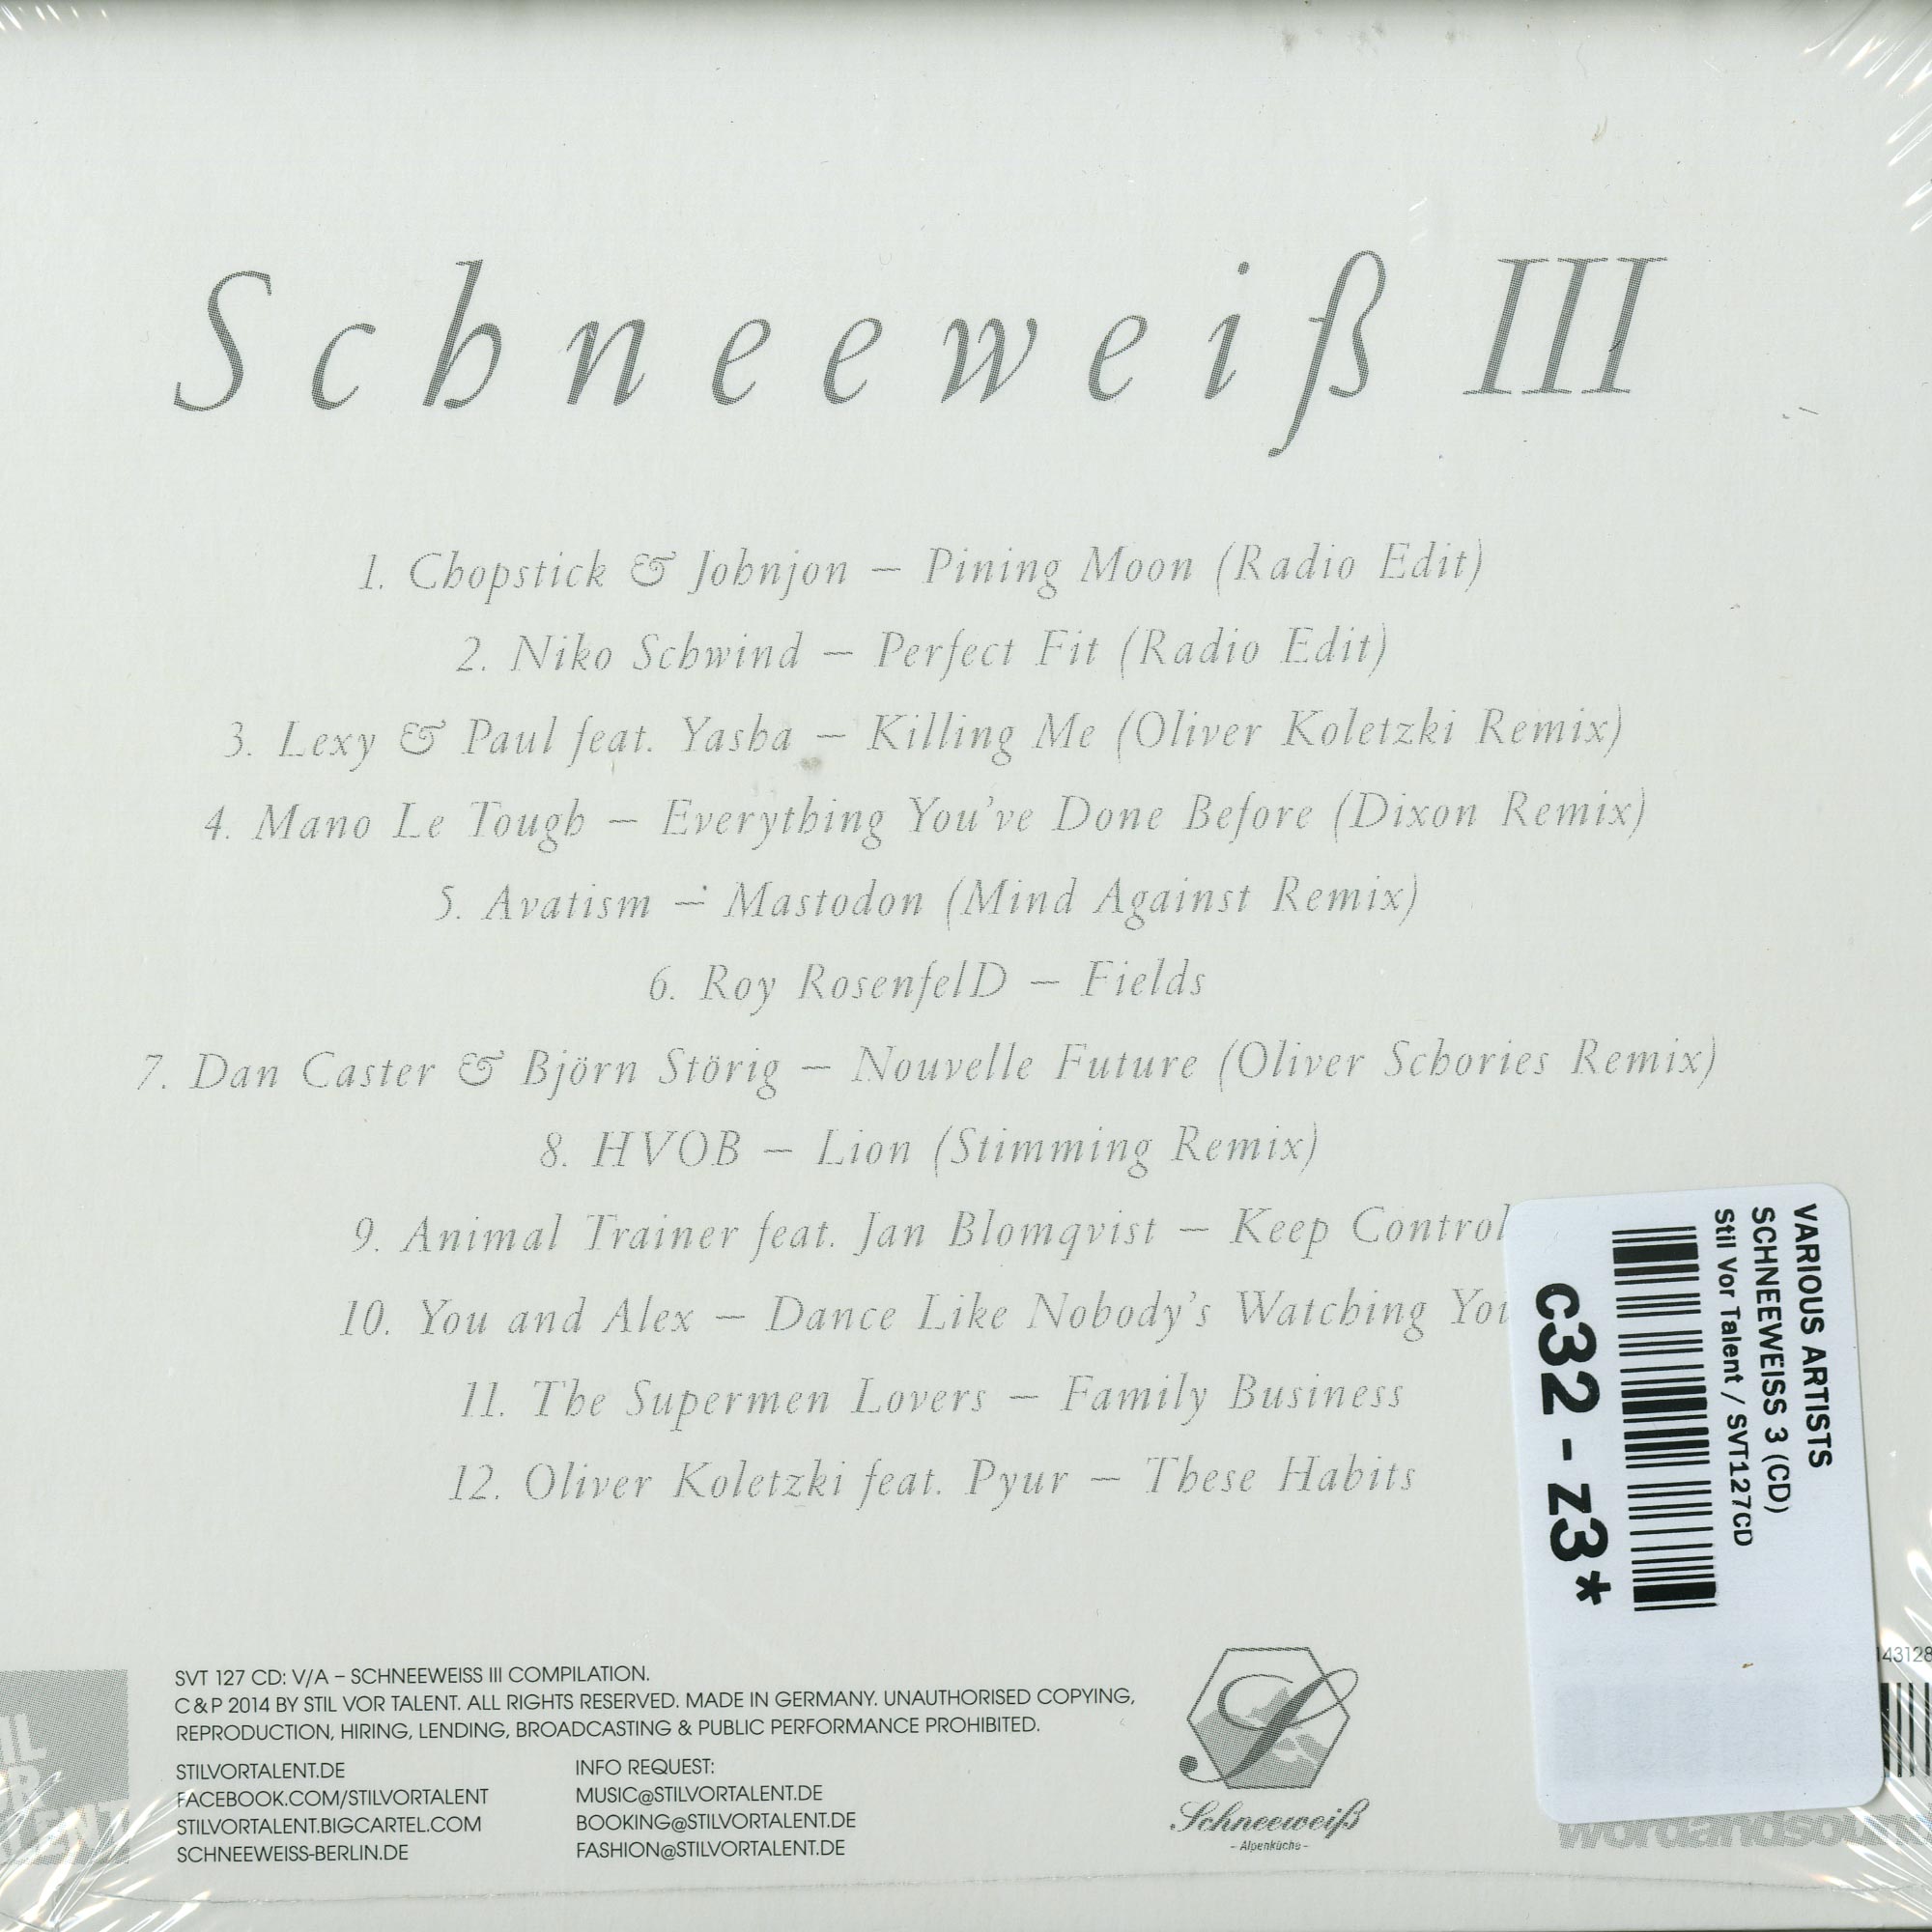 Schneeweiß III
1. Chopstick & Johnjon – Pining Moon (Radio Edit)
2. Niko Schwind – Perfect Fit (Radio Edit)
3. Lexy & Paul feat. Yasha – Killing Me (Oliver Koletzki Remix)
4. Mano Le Tough – Everything You've Done Before (Dixon Remix)
5. Avatism – Mastodon (Mind Against Remix)
6. Roy RosenfelD – Fields
7. Dan Caster & Björn Störig – Nouvelle Future (Oliver Schories Remix)
8. HVOB – Lion (Stimming Remix)
9. Animal Trainer feat. Jan Blomqvist – Keep Control
10. You and Alex – Dance Like Nobody's Watching You
11. The Supermen Lovers – Family Business
12. Oliver Koletzki feat. Pyur – These Habits
VARIOUS ARTISTS
SCHNEEWEISS 3 (CD)
Stil Vor Talent / SVT127CD
c32 - z3*
SVT 127 CD: V/A – SCHNEEWEISS III COMPILATION.
C & P 2014 BY STIL VOR TALENT. ALL RIGHTS RESERVED. MADE IN GERMANY. UNAUTHORISED COPYING,
REPRODUCTION, HIRING, LENDING, BROADCASTING & PUBLIC PERFORMANCE PROHIBITED.
STILVORTALENT.DE
FACEBOOK.COM/STILVORTALENT
STILVORTALENT.BIGCARTEL.COM
SCHNEEWEISS-BERLIN.DE
INFO REQUEST:
MUSIC@STILVORTALENT.DE
BOOKING@STILVORTALENT.DE
FASHION@STILVORTALENT.DE
S
Schneeweiß
- Alpenküche -